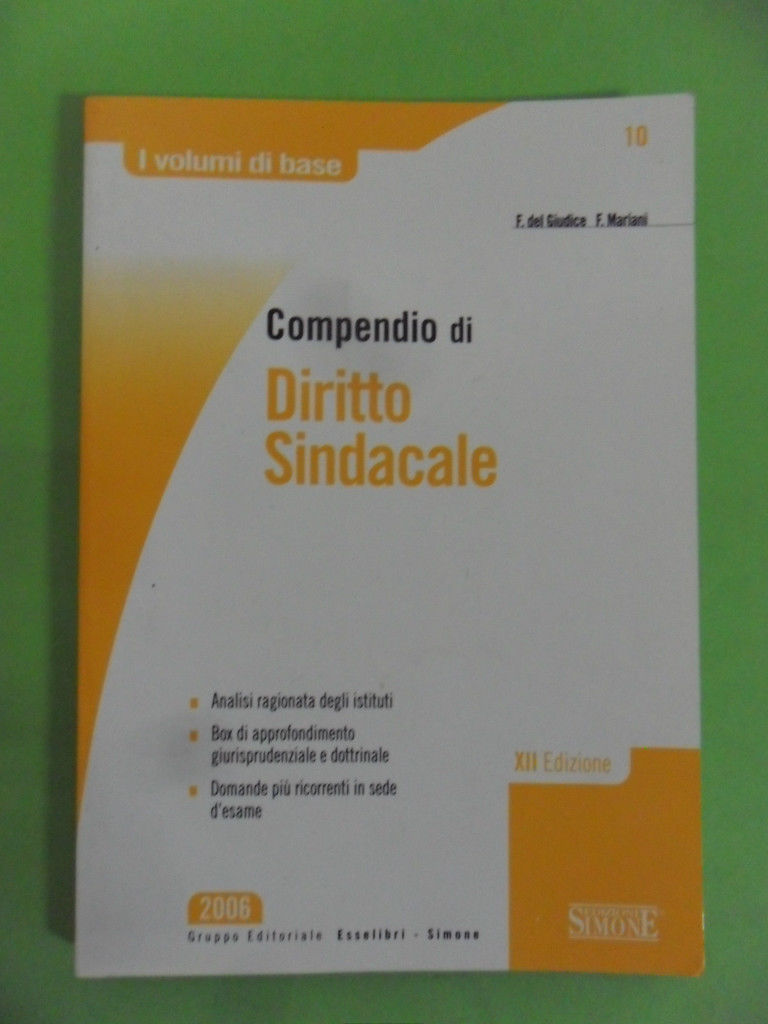 I volumi di base
10
F. del Giudice F. Mariani
Compendio di
Diritto
Sindacale
Analisi ragionata degli istituti
Box di approfondimento
giurisprudenziale e dottrinale
Domande più ricorrenti in sede
d'esame
XII Edizione
2006
Gruppo Editoriale Esselibri - Simone
EDIZIONI
SIMONE